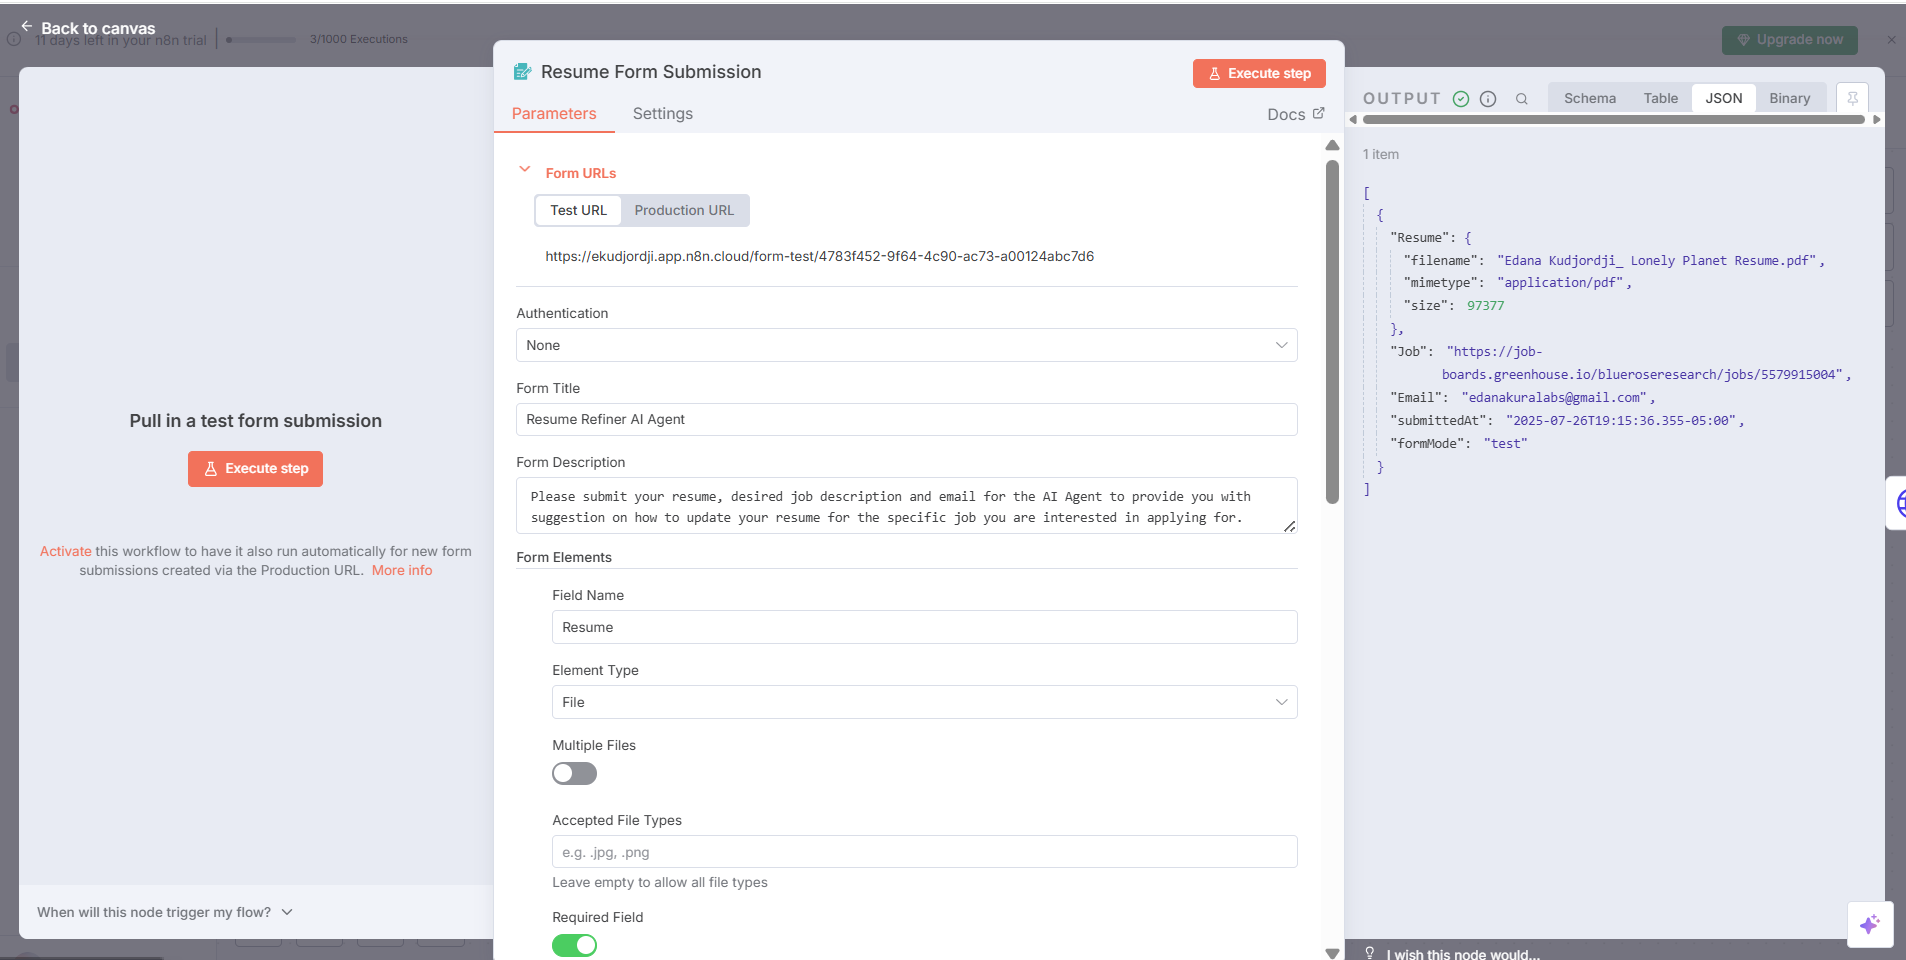 Back to canvas
11 days left in your n8n trial
3/1000 Executions
Upgrade now
Resume Form Submission
Execute step
Parameters
Settings
Docs
Form URLs
Test URL
Production URL
https://ekudjordji.app.n8n.cloud/form-test/4783f452-9f64-4c90-ac73-a00124abc7d6
Authentication
None
Form Title
Resume Refiner AI Agent
Form Description
Please submit your resume, desired job description and email for the AI Agent to provide you with
suggestion on how to update your resume for the specific job you are interested in applying for.
Form Elements
Field Name
Resume
Element Type
File
Multiple Files
Accepted File Types
e.g. .jpg, .png
Leave empty to allow all file types
Required Field
Pull in a test form submission
Execute step
Activate this workflow to have it also run automatically for new form
submissions created via the Production URL. More info
When will this node trigger my flow?
OUTPUT
Schema
Table
JSON
Binary
1 item
[
{
"Resume": {
"filename": "Edana Kudjordji_ Lonely Planet Resume.pdf",
"mimetype": "application/pdf",
"size": 97377
},
"Job": "https://job-
boards.greenhouse.io/blueroseresearch/jobs/5579915004",
"Email": "edanakuralabs@gmail.com",
"submittedAt": "2025-07-26T19:15:36.355-05:00",
"formMode": "test"
}
]
I wish this node would...